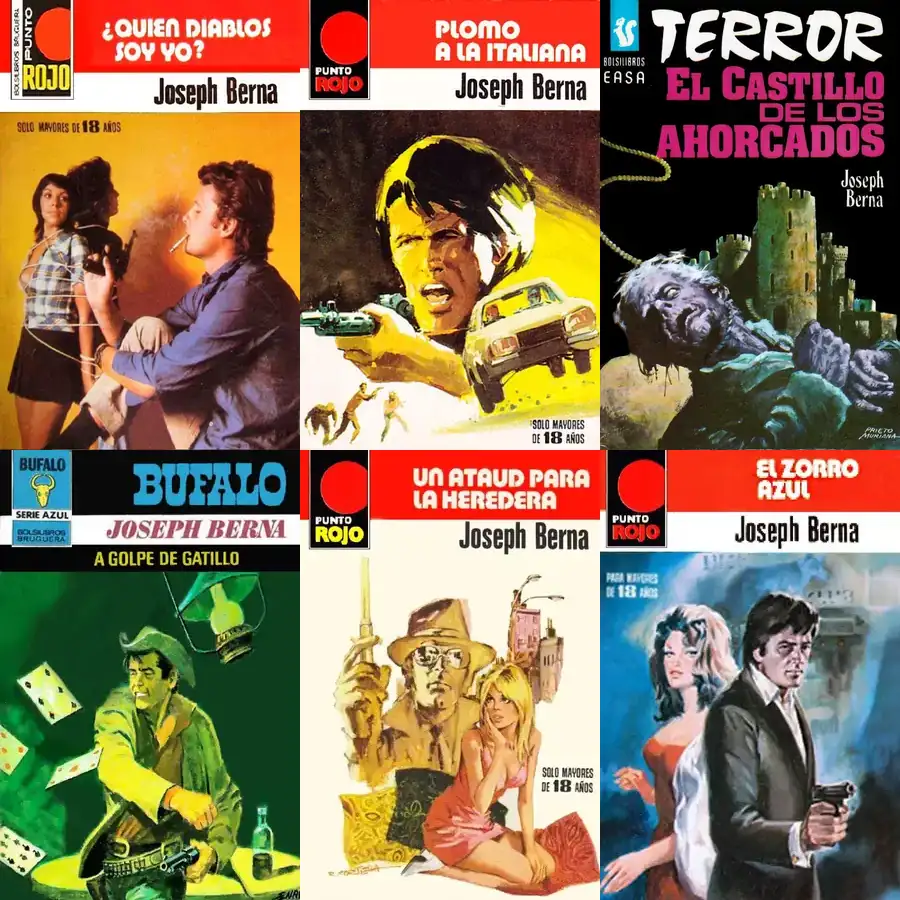 BOLSILIBROS BRUGUERA
PUNTO
ROJO
¿QUIEN DIABLOS
SOY YO?
Joseph Berna
SOLO MAYORES DE 18 AÑOS
PUNTO
ROJO
PLOMO
A LA ITALIANA
Joseph Berna
SOLO MAYORES
DE 18 AÑOS
BOLSILIBROS
EASA
TERROR
EL CASTILLO
DE LOS
AHORCADOS
Joseph
Berna
PRIETO
MURIANA
BUFALO
SERIE AZUL
BOLSILIBROS
BRUGUERA
BUFALO
JOSEPH BERNA
A GOLPE DE GATILLO
PUNTO
ROJO
UN ATAUD PARA
LA HEREDERA
Joseph Berna
SOLO MAYORES
DE 18 AÑOS
PUNTO
ROJO
EL ZORRO
AZUL
Joseph Berna
PARA MAYORES
DE 18 AÑOS